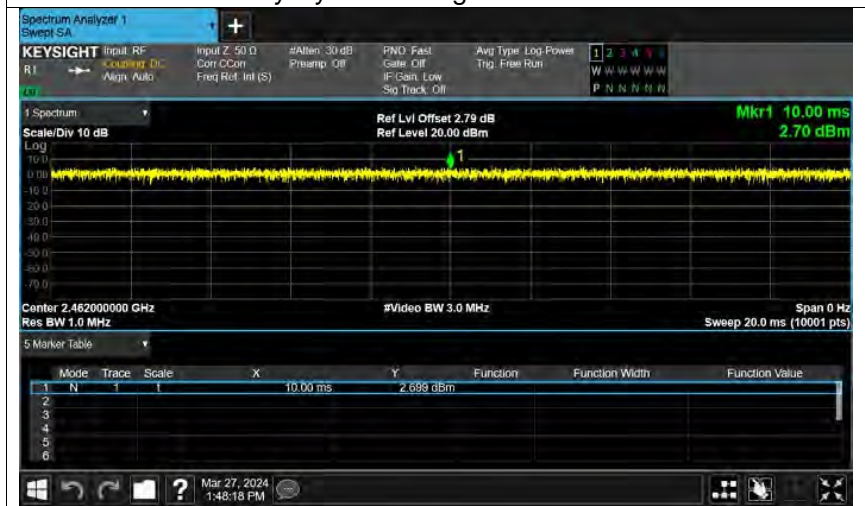 Spectrum Analyzer 1
Swept SA
+
KEYSIGHT Input: RF Input Z: 50 Ω #Atten: 30 dB PNO: Fast Avg Type: Log-Power 1 2 3 4 5 6
R L Coupling: DC Corr CCorr Preamp: Off Gate: Off Trig: Free Run W W W W W W
Align: Auto Freq Ref: Int (S) IF Gain: Low P N N N N N
Sig Track: Off
1 Spectrum Ref Lvl Offset 2.79 dB Mkr1 10.00 ms
Scale/Div 10 dB Ref Level 20.00 dBm 2.70 dBm
Log
10.0
1
0.00
-10.0
-20.0
-30.0
-40.0
-50.0
-60.0
-70.0
Center 2.462000000 GHz #Video BW 3.0 MHz Span 0 Hz
Res BW 1.0 MHz Sweep 20.0 ms (10001 pts)
5 Marker Table
Mode Trace Scale X Y Function Function Width Function Value
1 N 1 t 10.00 ms 2.699 dBm
2
3
4
5
6
? Mar 27, 2024
1:48:18 PM